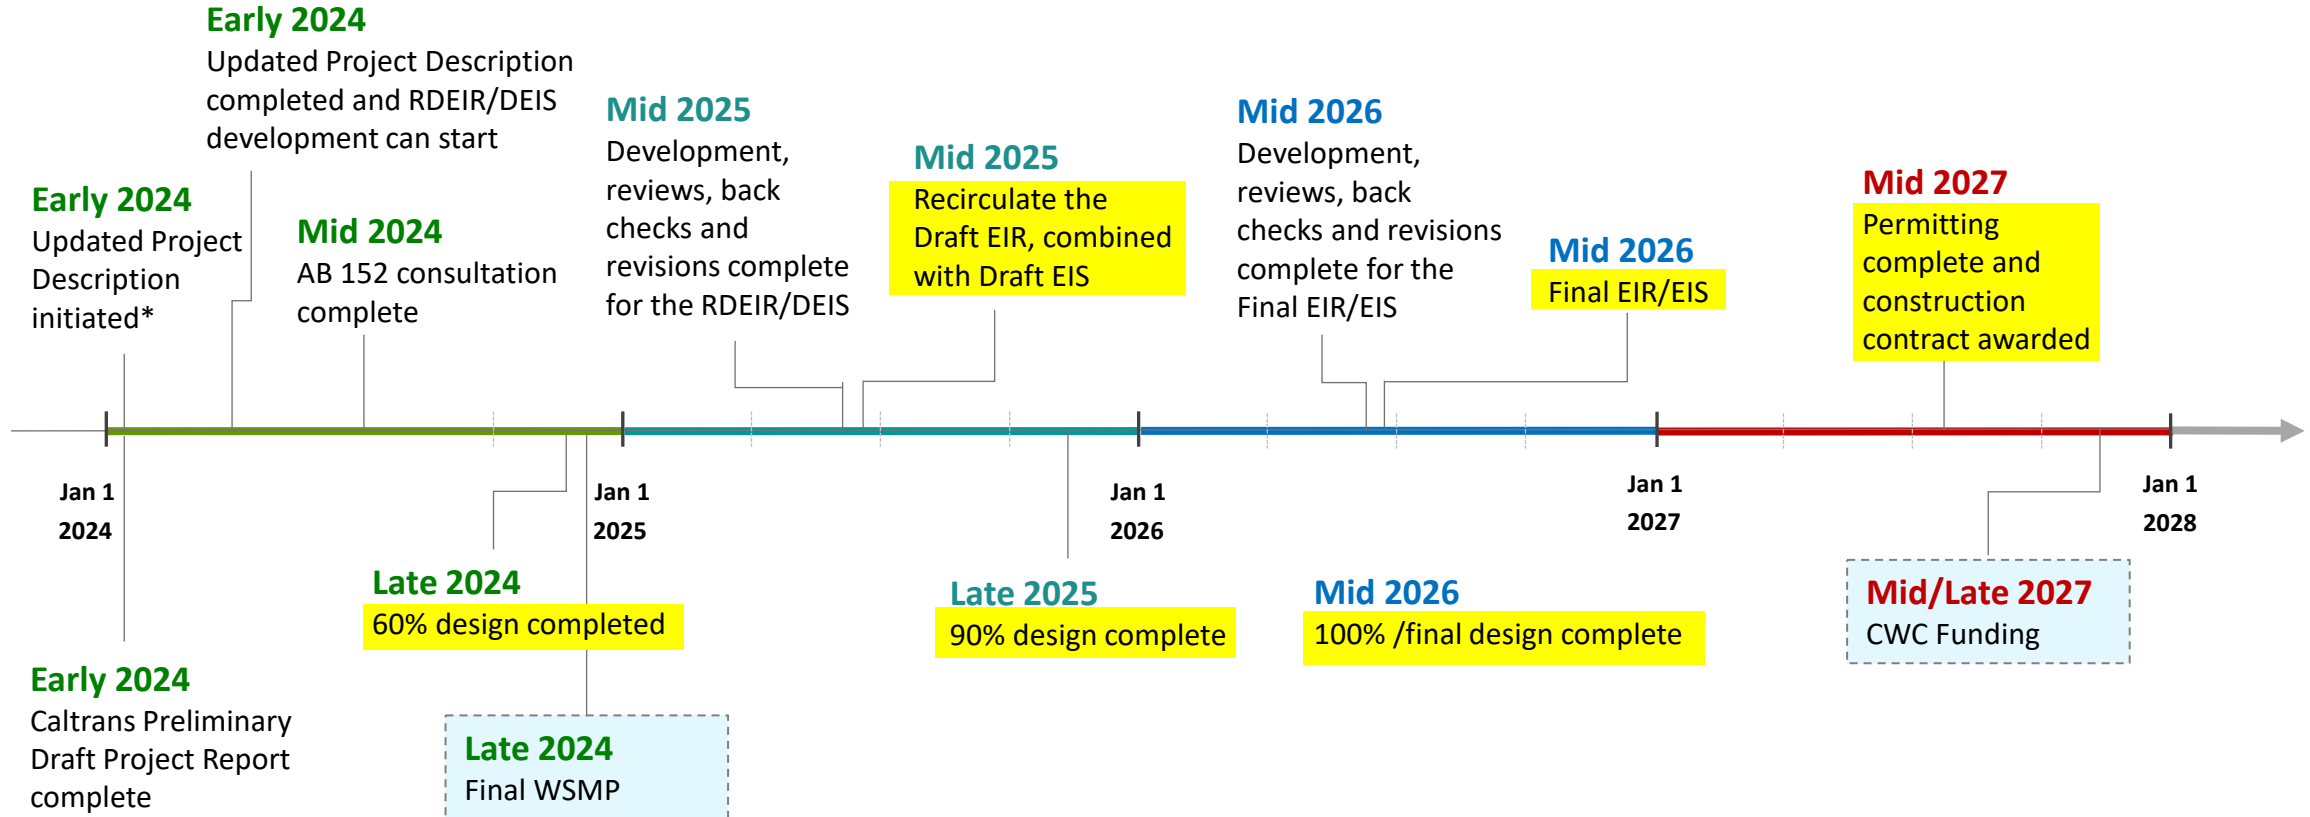 Early 2024
Updated Project Description
completed and RDEIR/DEIS
development can start
Early 2024
Updated Project
Description
initiated*
Mid 2024
AB 152 consultation
complete
Mid 2025
Development,
reviews, back
checks and
revisions complete
for the RDEIR/DEIS
Mid 2025
Recirculate the
Draft EIR, combined
with Draft EIS
Mid 2026
Development,
reviews, back
checks and revisions
complete for the
Final EIR/EIS
Mid 2026
Final EIR/EIS
Mid 2027
Permitting
complete and
construction
contract awarded
Jan 1
2024
Jan 1
2025
Jan 1
2026
Jan 1
2027
Jan 1
2028
Early 2024
Caltrans Preliminary
Draft Project Report
complete
Late 2024
60% design completed
Late 2024
Final WSMP
Late 2025
90% design complete
Mid 2026
100% /final design complete
Mid/Late 2027
CWC Funding